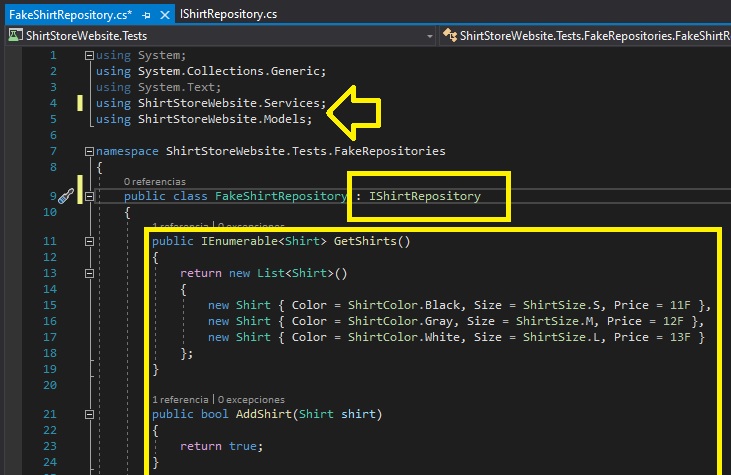 FakeShirtRepository.cs*
IShirtRepository.cs
ShirtStoreWebsite.Tests
ShirtStoreWebsite.Tests.FakeRepositories.FakeShirtR
1 using System;
2 using System.Collections.Generic;
3 using System.Text;
4 using ShirtStoreWebsite.Services;
5 using ShirtStoreWebsite.Models;
6
7 namespace ShirtStoreWebsite.Tests.FakeRepositories
8 {
0 referencias
9 public class FakeShirtRepository : IShirtRepository
10 {
1 referencia | 0 excepciones
11 public IEnumerable<Shirt> GetShirts()
12 {
13 return new List<Shirt>()
14 {
15 new Shirt { Color = ShirtColor.Black, Size = ShirtSize.S, Price = 11F },
16 new Shirt { Color = ShirtColor.Gray, Size = ShirtSize.M, Price = 12F },
17 new Shirt { Color = ShirtColor.White, Size = ShirtSize.L, Price = 13F }
18 };
19 }
20
1 referencia | 0 excepciones
21 public bool AddShirt(Shirt shirt)
22 {
23 return true;
24 }